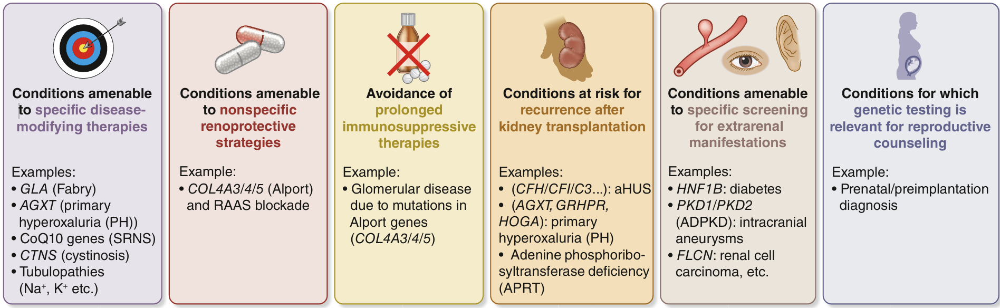 Conditions amenable
to specific disease-
modifying therapies
Examples:
• GLA (Fabry)
• AGXT (primary
hyperoxaluria (PH))
• CoQ10 genes (SRNS)
• CTNS (cystinosis)
• Tubulopathies
(Na⁺, K⁺ etc.)
Conditions amenable
to nonspecific
renoprotective
strategies
Example:
• COL4A3/4/5 (Alport)
and RAAS blockade
Avoidance of
prolonged
immunosuppressive
therapies
Example:
• Glomerular disease
due to mutations in
Alport genes
(COL4A3/4/5)
Conditions at risk for
recurrence after
kidney transplantation
Examples:
• (CFH/CFI/C3...): aHUS
• (AGXT, GRHPR,
HOGA): primary
hyperoxaluria (PH)
• Adenine phosphoribo-
syltransferase deficiency
(APRT)
Conditions amenable
to specific screening
for extrarenal
manifestations
Examples:
• HNF1B: diabetes
• PKD1/PKD2
(ADPKD): intracranial
aneurysms
• FLCN: renal cell
carcinoma, etc.
Conditions for which
genetic testing is
relevant for reproductive
counseling
Example:
• Prenatal/preimplantation
diagnosis